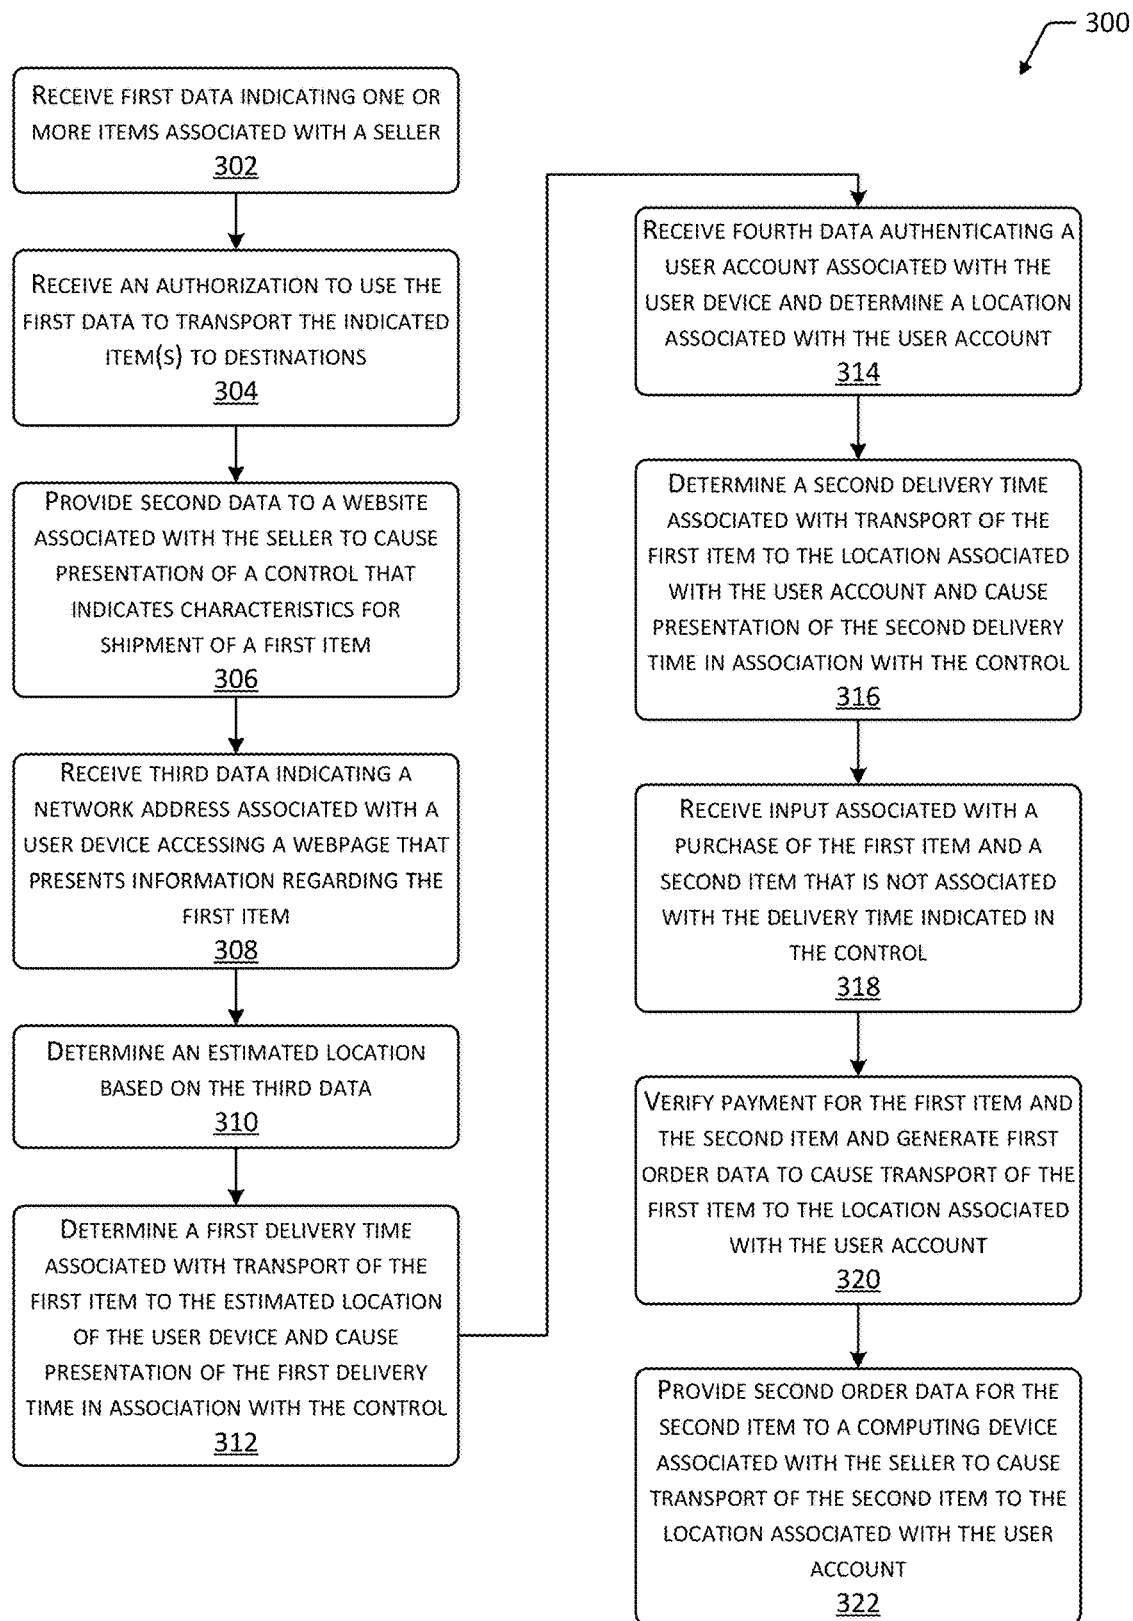 300
RECEIVE FIRST DATA INDICATING ONE OR
MORE ITEMS ASSOCIATED WITH A SELLER
302
RECEIVE AN AUTHORIZATION TO USE THE
FIRST DATA TO TRANSPORT THE INDICATED
ITEM(S) TO DESTINATIONS
304
PROVIDE SECOND DATA TO A WEBSITE
ASSOCIATED WITH THE SELLER TO CAUSE
PRESENTATION OF A CONTROL THAT
INDICATES CHARACTERISTICS FOR
SHIPMENT OF A FIRST ITEM
306
RECEIVE THIRD DATA INDICATING A
NETWORK ADDRESS ASSOCIATED WITH A
USER DEVICE ACCESSING A WEBPAGE THAT
PRESENTS INFORMATION REGARDING THE
FIRST ITEM
308
DETERMINE AN ESTIMATED LOCATION
BASED ON THE THIRD DATA
310
DETERMINE A FIRST DELIVERY TIME
ASSOCIATED WITH TRANSPORT OF THE
FIRST ITEM TO THE ESTIMATED LOCATION
OF THE USER DEVICE AND CAUSE
PRESENTATION OF THE FIRST DELIVERY
TIME IN ASSOCIATION WITH THE CONTROL
312
RECEIVE FOURTH DATA AUTHENTICATING A
USER ACCOUNT ASSOCIATED WITH THE
USER DEVICE AND DETERMINE A LOCATION
ASSOCIATED WITH THE USER ACCOUNT
314
DETERMINE A SECOND DELIVERY TIME
ASSOCIATED WITH TRANSPORT OF THE
FIRST ITEM TO THE LOCATION ASSOCIATED
WITH THE USER ACCOUNT AND CAUSE
PRESENTATION OF THE SECOND DELIVERY
TIME IN ASSOCIATION WITH THE CONTROL
316
RECEIVE INPUT ASSOCIATED WITH A
PURCHASE OF THE FIRST ITEM AND A
SECOND ITEM THAT IS NOT ASSOCIATED
WITH THE DELIVERY TIME INDICATED IN
THE CONTROL
318
VERIFY PAYMENT FOR THE FIRST ITEM AND
THE SECOND ITEM AND GENERATE FIRST
ORDER DATA TO CAUSE TRANSPORT OF THE
FIRST ITEM TO THE LOCATION ASSOCIATED
WITH THE USER ACCOUNT
320
PROVIDE SECOND ORDER DATA FOR THE
SECOND ITEM TO A COMPUTING DEVICE
ASSOCIATED WITH THE SELLER TO CAUSE
TRANSPORT OF THE SECOND ITEM TO THE
LOCATION ASSOCIATED WITH THE USER
ACCOUNT
322